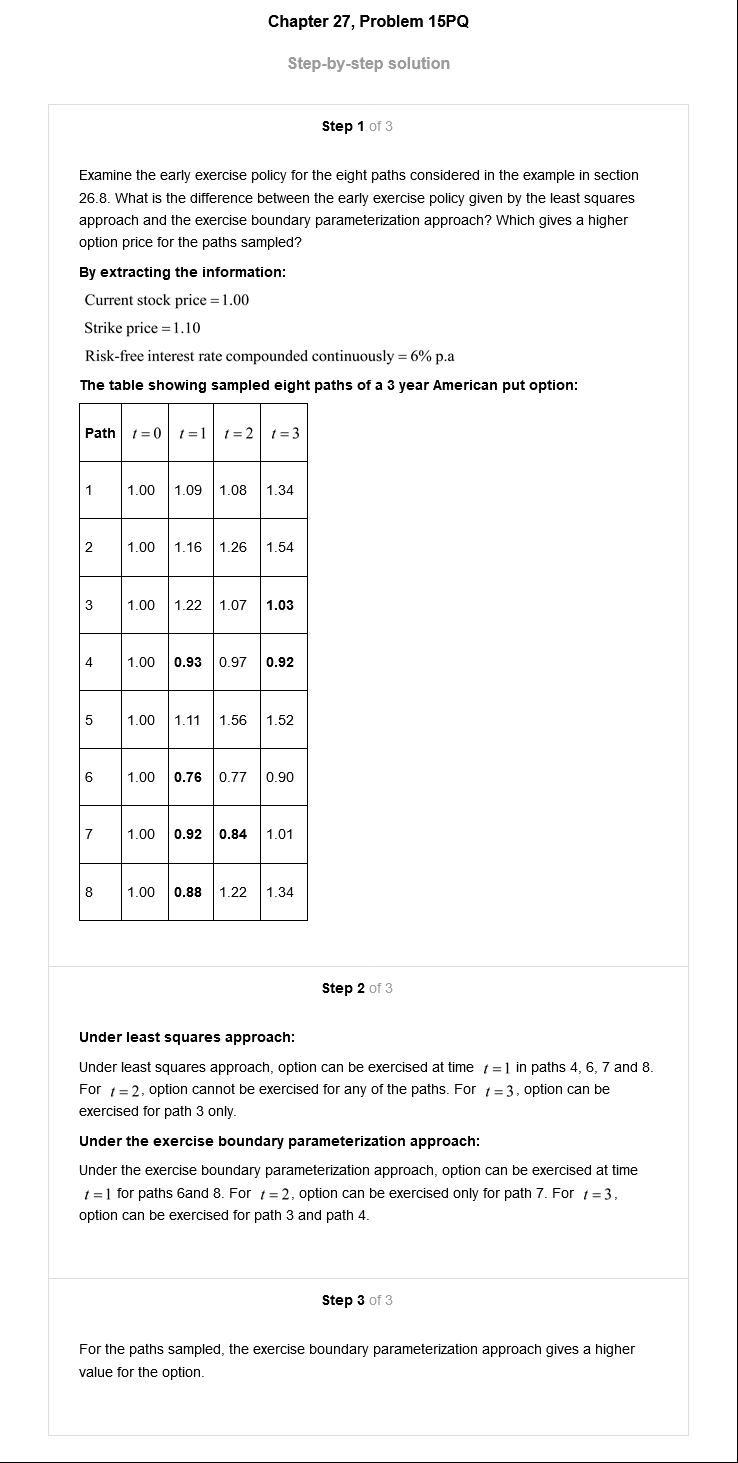 Chapter 27, Problem 15PQ
Step-by-step solution
Step 1 of 3
Examine the early exercise policy for the eight paths considered in the example in section
26.8. What is the difference between the early exercise policy given by the least squares
approach and the exercise boundary parameterization approach? Which gives a higher
option price for the paths sampled?
By extracting the information:
Current stock price = 1.00
Strike price = 1.10
Risk-free interest rate compounded continuously = 6% p.a
The table showing sampled eight paths of a 3 year American put option:
Path t = 0 t = 1 t = 2 t = 3
1 1.00 1.09 1.08 1.34
2 1.00 1.16 1.26 1.54
3 1.00 1.22 1.07 1.03
4 1.00 0.93 0.97 0.92
5 1.00 1.11 1.56 1.52
6 1.00 0.76 0.77 0.90
7 1.00 0.92 0.84 1.01
8 1.00 0.88 1.22 1.34
Step 2 of 3
Under least squares approach:
Under least squares approach, option can be exercised at time t = 1 in paths 4, 6, 7 and 8.
For t = 2, option cannot be exercised for any of the paths. For t = 3, option can be
exercised for path 3 only.
Under the exercise boundary parameterization approach:
Under the exercise boundary parameterization approach, option can be exercised at time
t = 1 for paths 6and 8. For t = 2, option can be exercised only for path 7. For t = 3,
option can be exercised for path 3 and path 4.
Step 3 of 3
For the paths sampled, the exercise boundary parameterization approach gives a higher
value for the option.